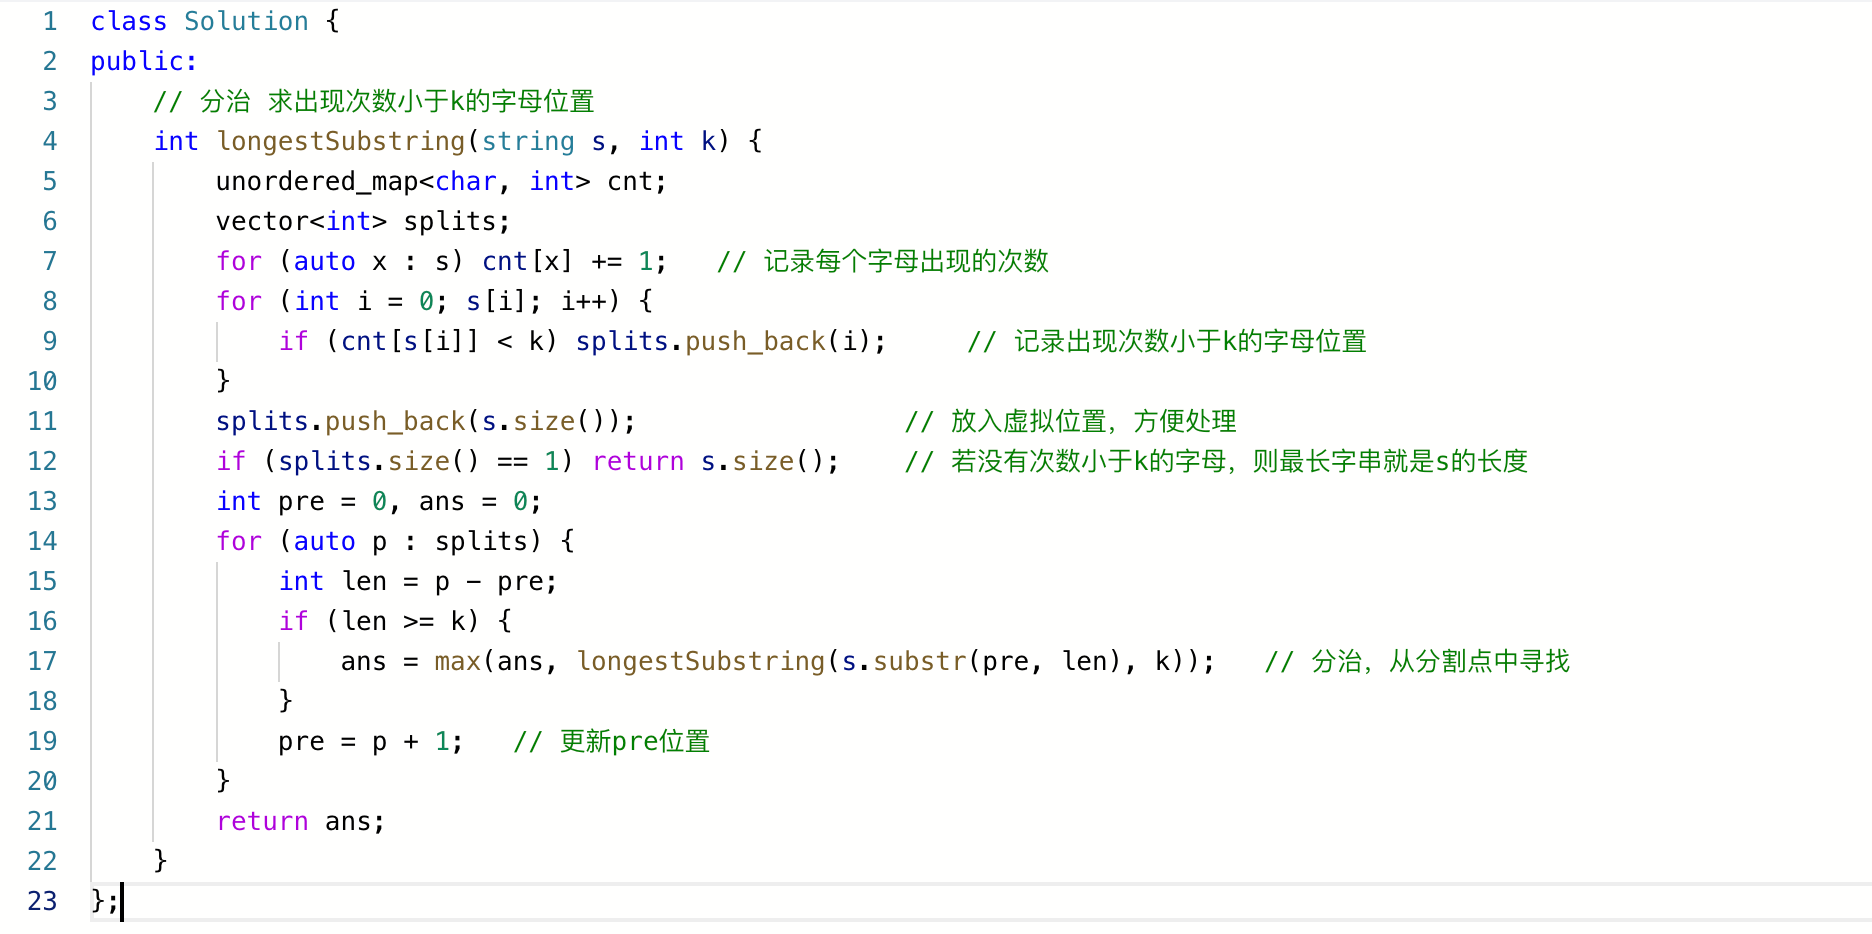 1 class Solution {
2 public:
3     // 分治 求出现次数小于k的字母位置
4     int longestSubstring(string s, int k) {
5         unordered_map<char, int> cnt;
6         vector<int> splits;
7         for (auto x : s) cnt[x] += 1;   // 记录每个字母出现的次数
8         for (int i = 0; s[i]; i++) {
9             if (cnt[s[i]] < k) splits.push_back(i);     // 记录出现次数小于k的字母位置
10         }
11         splits.push_back(s.size());                 // 放入虚拟位置，方便处理
12         if (splits.size() == 1) return s.size();    // 若没有次数小于k的字母，则最长字串就是s的长度
13         int pre = 0, ans = 0;
14         for (auto p : splits) {
15             int len = p - pre;
16             if (len >= k) {
17                 ans = max(ans, longestSubstring(s.substr(pre, len), k));   // 分治，从分割点中寻找
18             }
19             pre = p + 1;   // 更新pre位置
20         }
21         return ans;
22     }
23 };